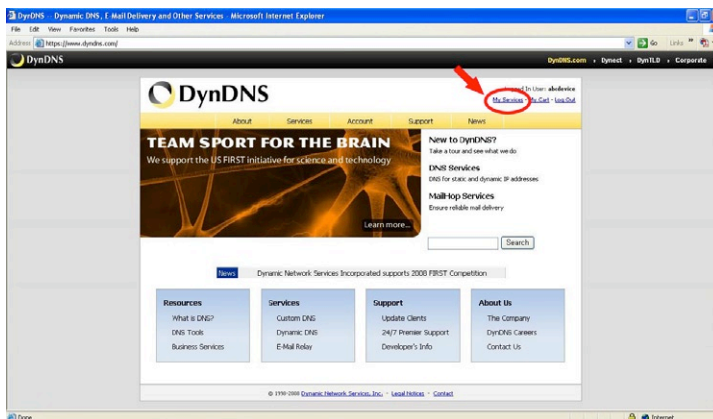 DynDNS -- Dynamic DNS, E-Mail Delivery and Other Services - Microsoft Internet Explorer
File Edit View Favorites Tools Help
Address https://www.dyndns.com/ Go Links »
DynDNS
DynDNS.com Dynect DynTLD Corporate
DynDNS
In User: abcdevice
My Services - My Cart - Log Out
About Services Account Support News
TEAM SPORT FOR THE BRAIN
We support the US FIRST initiative for science and technology
Learn more...
New to DynDNS?
Take a tour and see what we do
DNS Services
DNS for static and dynamic IP addresses
MailHop Services
Ensure reliable mail delivery
Search
News Dynamic Network Services Incorporated supports 2008 FIRST Competition
Resources
What is DNS?
DNS Tools
Business Services
Services
Custom DNS
Dynamic DNS
E-Mail Relay
Support
Update Clients
24/7 Premier Support
Developer's Info
About Us
The Company
DynDNS Careers
Contact Us
© 1998-2008 Dynamic Network Services, Inc. - Legal Notices - Contact
Done Internet